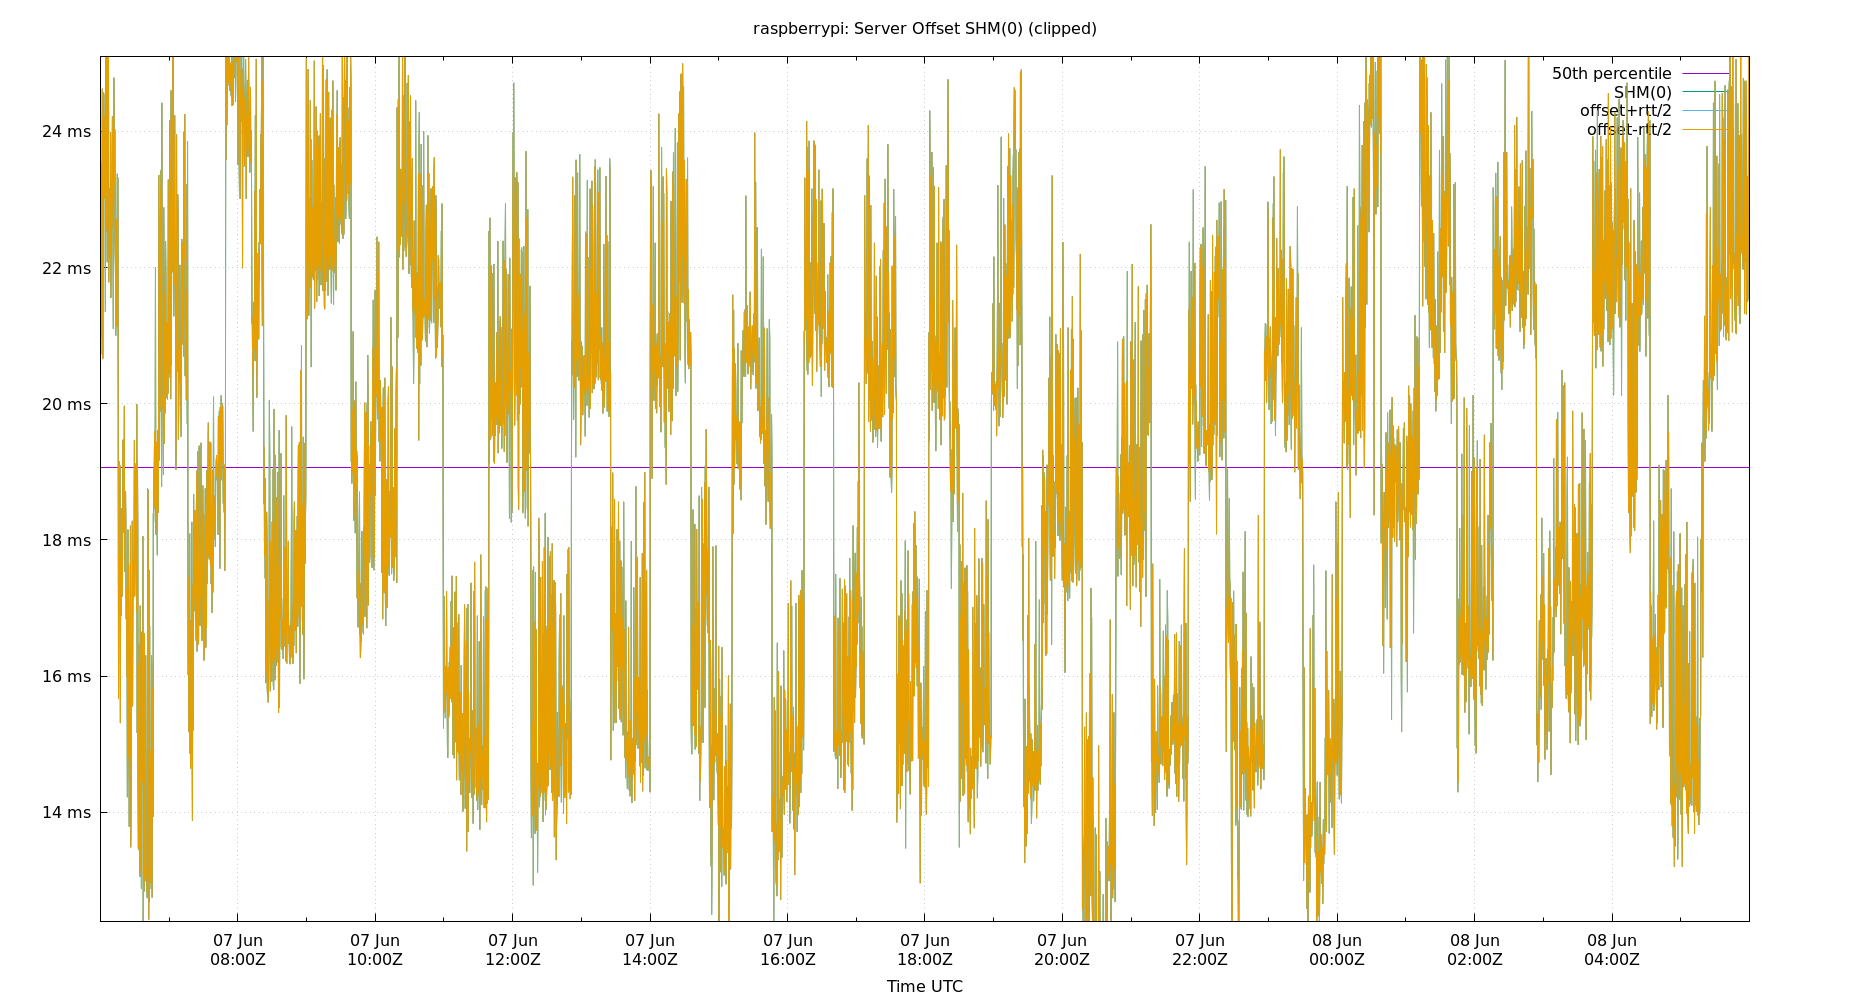 raspberrypi: Server Offset SHM(0) (clipped)
50th percentile
SHM(0)
offset+rtt/2
offset-rtt/2
24 ms
22 ms
20 ms
18 ms
16 ms
14 ms
07 Jun 07 Jun 07 Jun 07 Jun 07 Jun 07 Jun 07 Jun 07 Jun 08 Jun 08 Jun 08 Jun
08:00Z 10:00Z 12:00Z 14:00Z 16:00Z 18:00Z 20:00Z 22:00Z 00:00Z 02:00Z 04:00Z
Time UTC